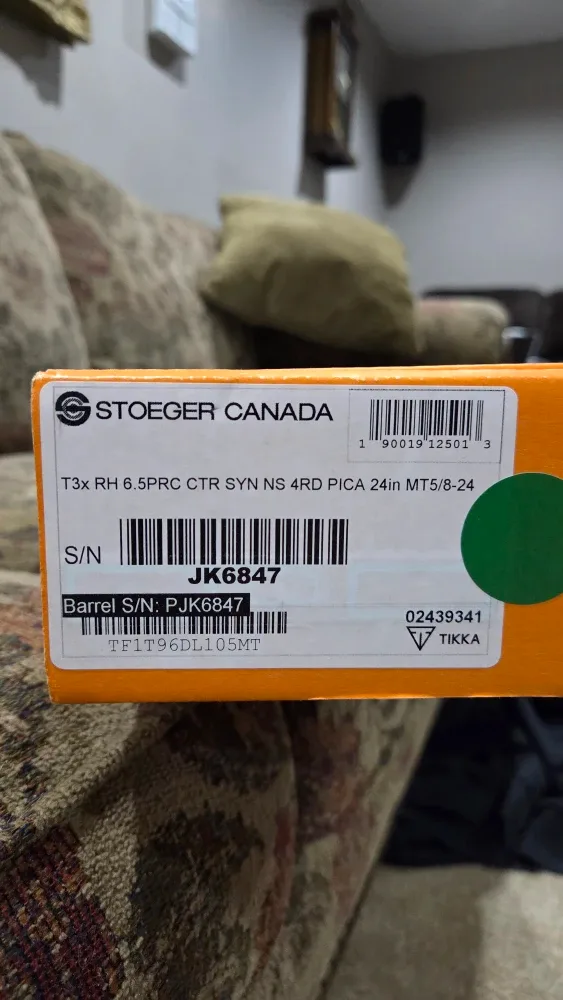 STOEGER CANADA
1 90019 12501 3
T3x RH 6.5PRC CTR SYN NS 4RD PICA 24in MT5/8-24
S/N
JK6847
Barrel S/N: PJK6847
TF1T96DL105MT
02439341
TIKKA